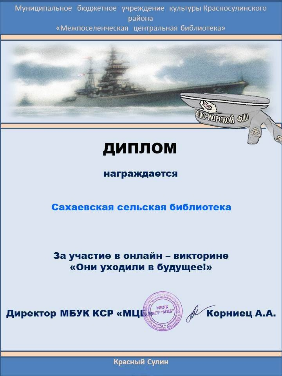 Муниципальное бюджетное учреждение культуры Красносулинского
района
«Межпоселенческая центральная библиотека»
ДИПЛОМ
награждается
Сахаевская сельская библиотека
За участие в онлайн – викторине
«Они уходили в будущее!»
Директор МБУК КСР «МЦБ» Корниец А.А.
Красный Сулин